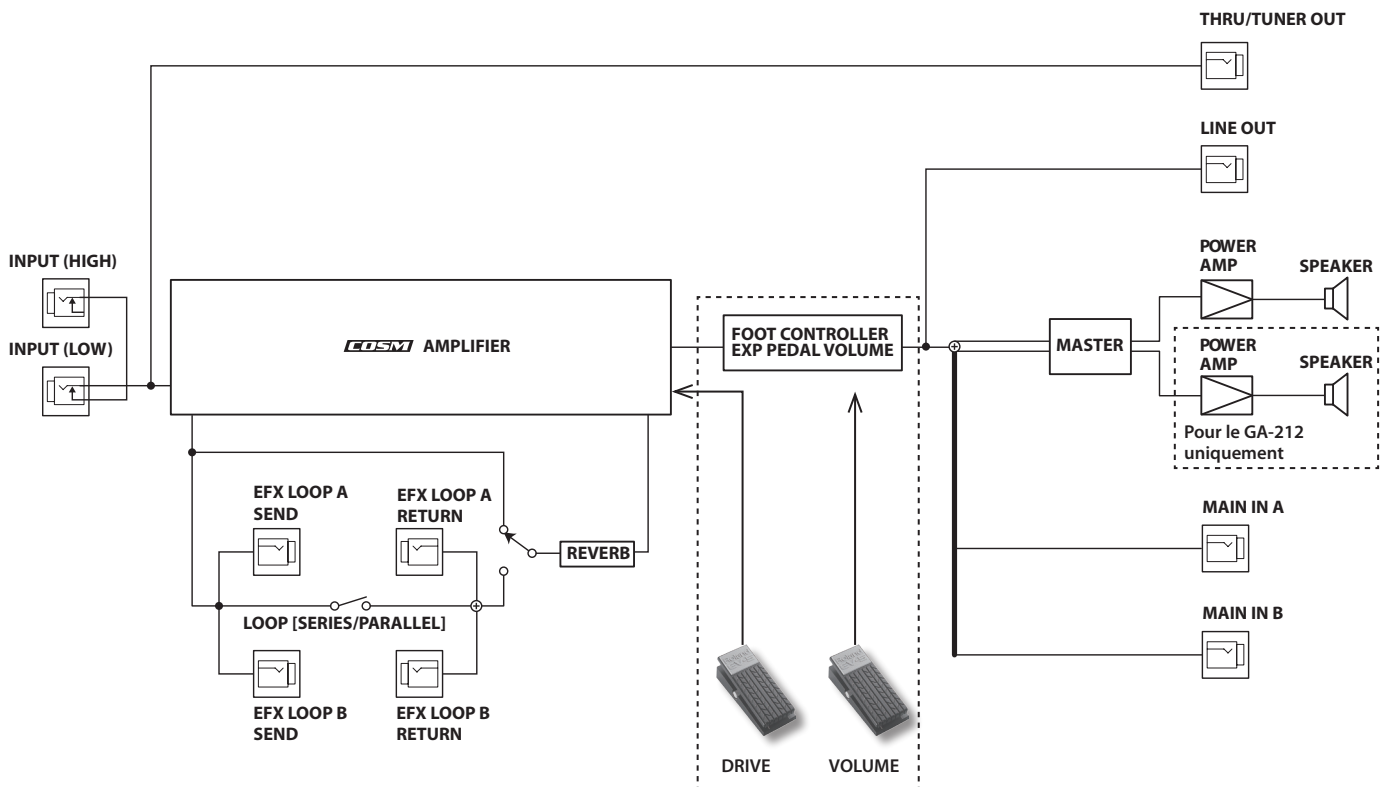 THRU/TUNER OUT
LINE OUT
INPUT (HIGH)
INPUT (LOW)
COSM AMPLIFIER
FOOT CONTROLLER
EXP PEDAL VOLUME
MASTER
POWER
AMP
SPEAKER
POWER
AMP
SPEAKER
Pour le GA-212
uniquement
EFX LOOP A
SEND
EFX LOOP A
RETURN
REVERB
LOOP [SERIES/PARALLEL]
EFX LOOP B
SEND
EFX LOOP B
RETURN
MAIN IN A
MAIN IN B
DRIVE
VOLUME